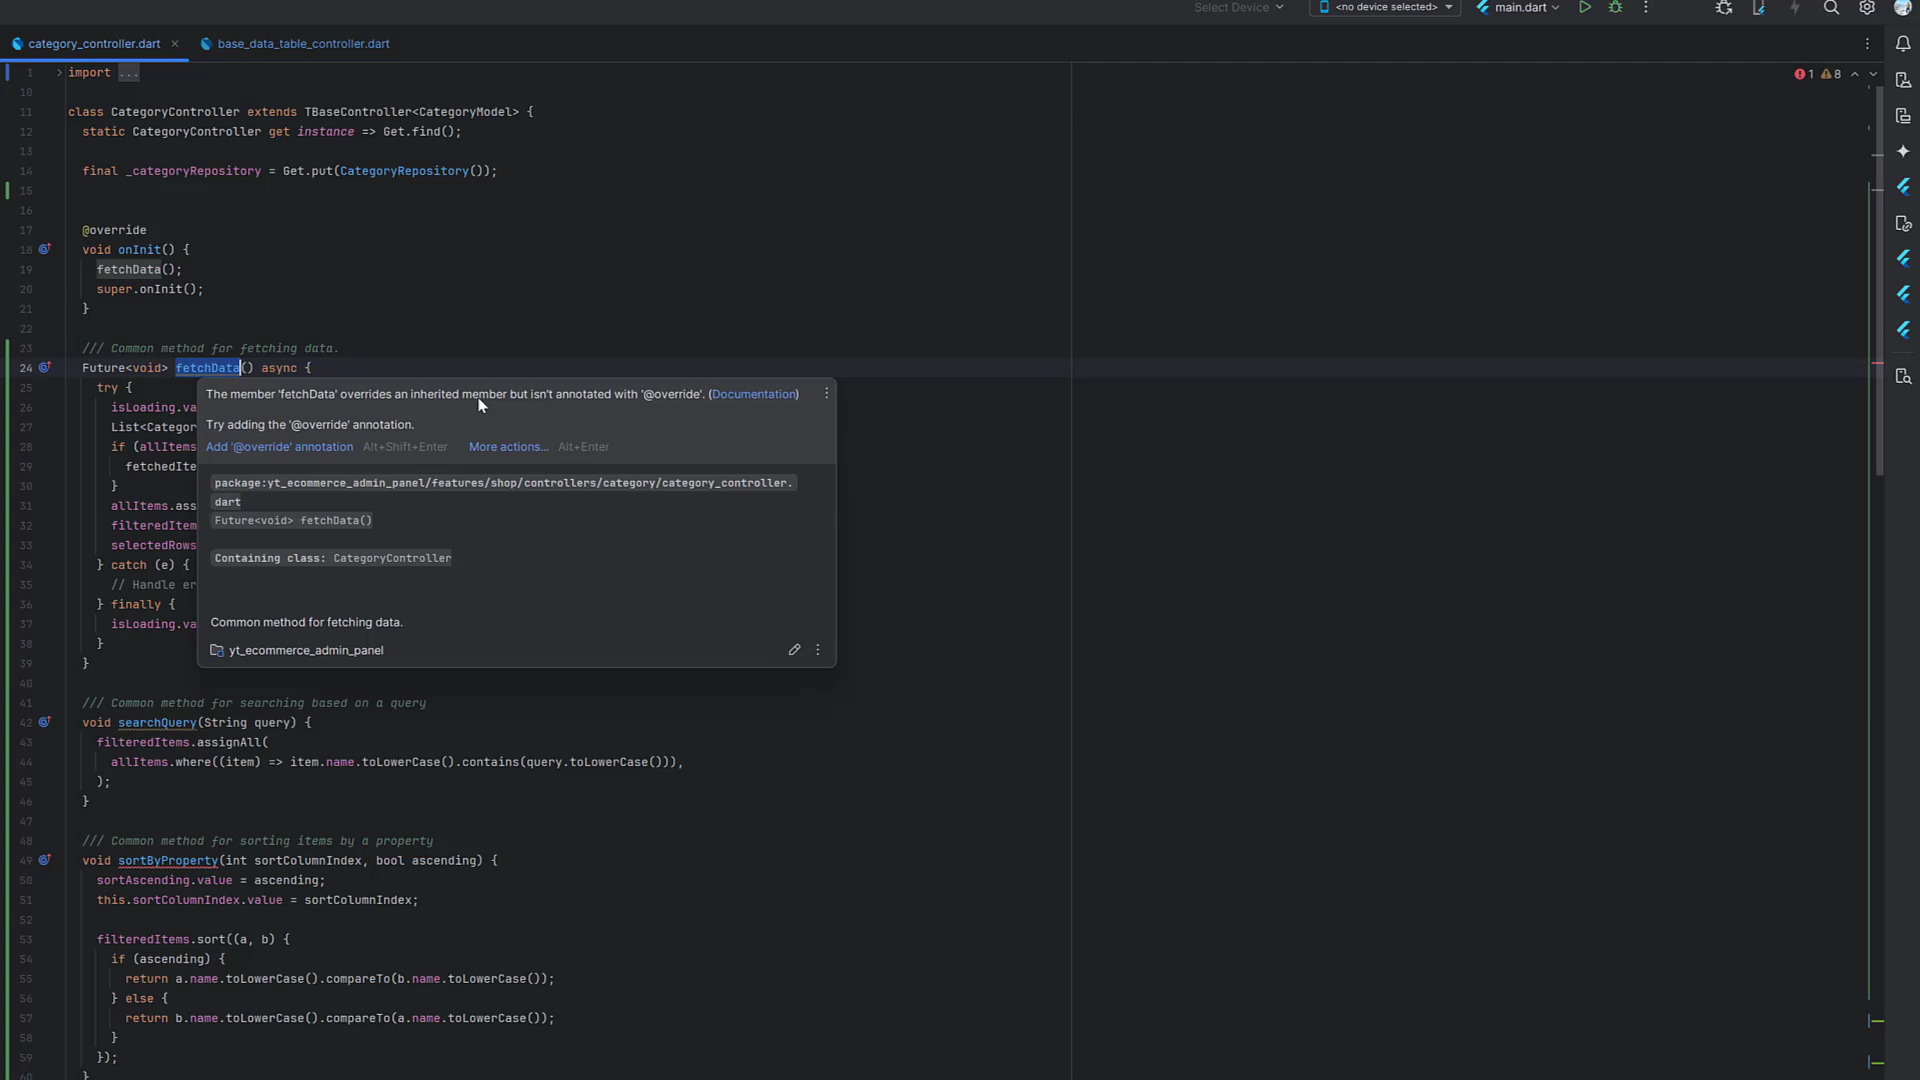 Select Device
<no device selected>
main.dart
category_controller.dart
base_data_table_controller.dart
1 import ...
1 8
10
11 class CategoryController extends TBaseController<CategoryModel> {
12 static CategoryController get instance => Get.find();
13
14 final _categoryRepository = Get.put(CategoryRepository());
15
16
17 @override
18 void onInit() {
19 fetchData();
20 super.onInit();
21 }
22
23 /// Common method for fetching data.
24 Future<void> fetchData() async {
25 try {
26 isLoading.va
27 List<Categor
28 if (allItems
29 fetchedIte
30 }
31 allItems.ass
32 filteredItem
33 selectedRows
34 } catch (e) {
35 // Handle er
36 } finally {
37 isLoading.va
38 }
39 }
The member 'fetchData' overrides an inherited member but isn't annotated with '@override'. (Documentation)
Try adding the '@override' annotation.
Add '@override' annotation Alt+Shift+Enter More actions... Alt+Enter
package:yt_ecommerce_admin_panel/features/shop/controllers/category/category_controller.
dart
Future<void> fetchData()
Containing class: CategoryController
Common method for fetching data.
yt_ecommerce_admin_panel
40
41 /// Common method for searching based on a query
42 void searchQuery(String query) {
43 filteredItems.assignAll(
44 allItems.where((item) => item.name.toLowerCase().contains(query.toLowerCase())),
45 );
46 }
47
48 /// Common method for sorting items by a property
49 void sortByProperty(int sortColumnIndex, bool ascending) {
50 sortAscending.value = ascending;
51 this.sortColumnIndex.value = sortColumnIndex;
52
53 filteredItems.sort((a, b) {
54 if (ascending) {
55 return a.name.toLowerCase().compareTo(b.name.toLowerCase());
56 } else {
57 return b.name.toLowerCase().compareTo(a.name.toLowerCase());
58 }
59 });
60 }